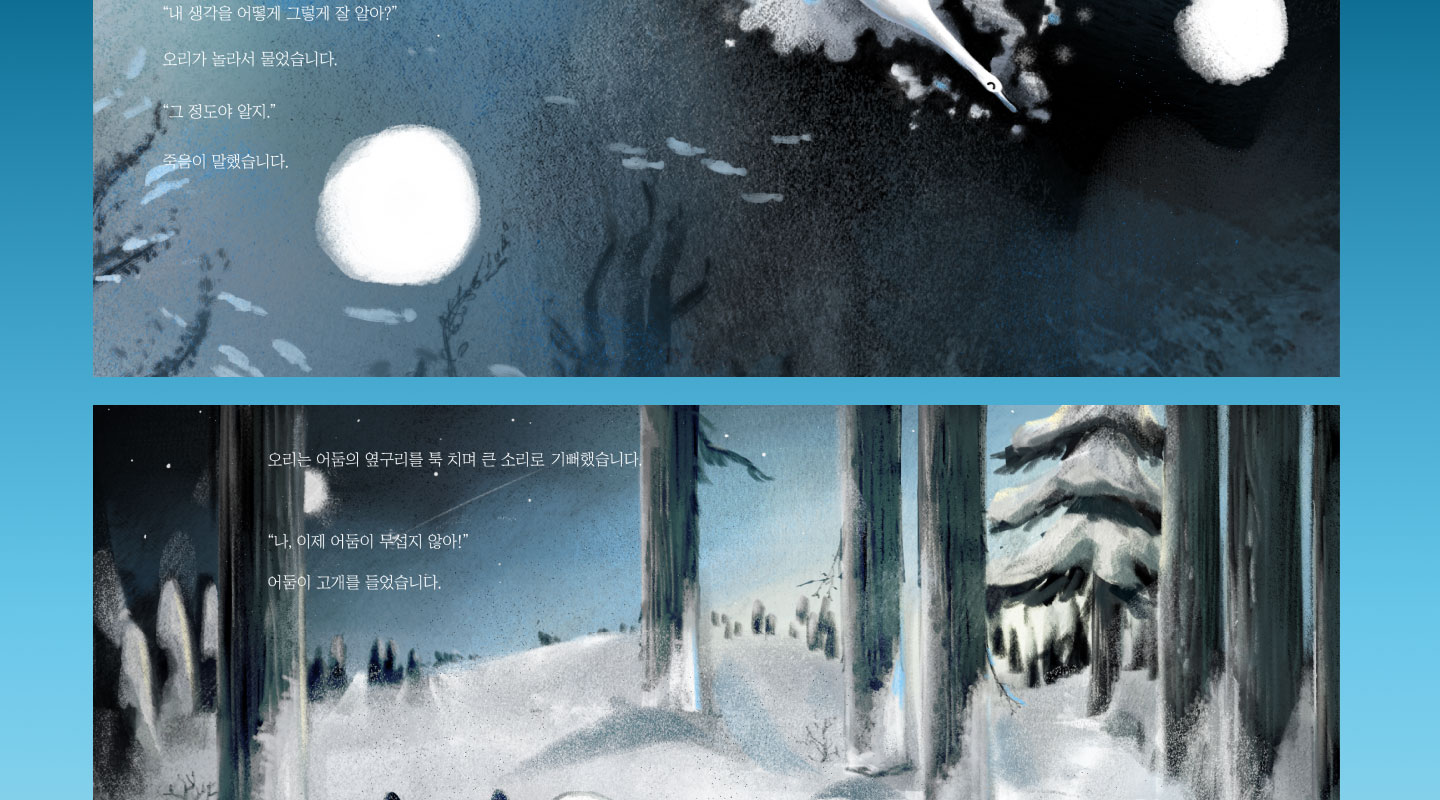 “내 생각을 어떻게 그렇게 잘 알아?”
오리가 놀라서 물었습니다.
“그 정도야 알지.”
죽음이 말했습니다.
오리는 어둠의 옆구리를 툭 치며 큰 소리로 기뻐했습니다.
“나, 이제 어둠이 무섭지 않아!”
어둠이 고개를 들었습니다.